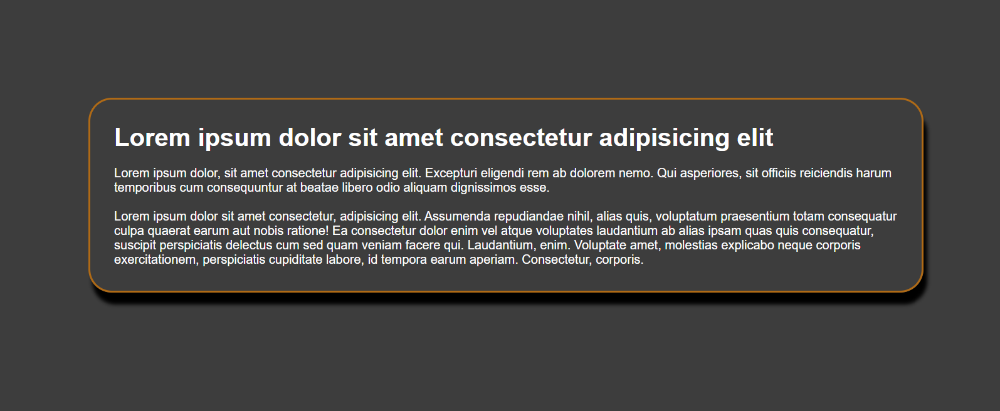 Lorem ipsum dolor sit amet consectetur adipisicing elit
Lorem ipsum dolor, sit amet consectetur adipisicing elit. Excepturi eligendi rem ab dolorem nemo. Qui asperiores, sit officiis reiciendis harum
temporibus cum consequuntur at beatae libero odio aliquam dignissimos esse.
Lorem ipsum dolor sit amet consectetur, adipisicing elit. Assumenda repudiandae nihil, alias quis, voluptatum praesentium totam consequatur
culpa quaerat earum aut nobis ratione! Ea consectetur dolor enim vel atque voluptates laudantium ab alias ipsam quas quis consequatur,
suscipit perspiciatis delectus cum sed quam veniam facere qui. Laudantium, enim. Voluptate amet, molestias explicabo neque corporis
exercitationem, perspiciatis cupiditate labore, id tempora earum aperiam. Consectetur, corporis.